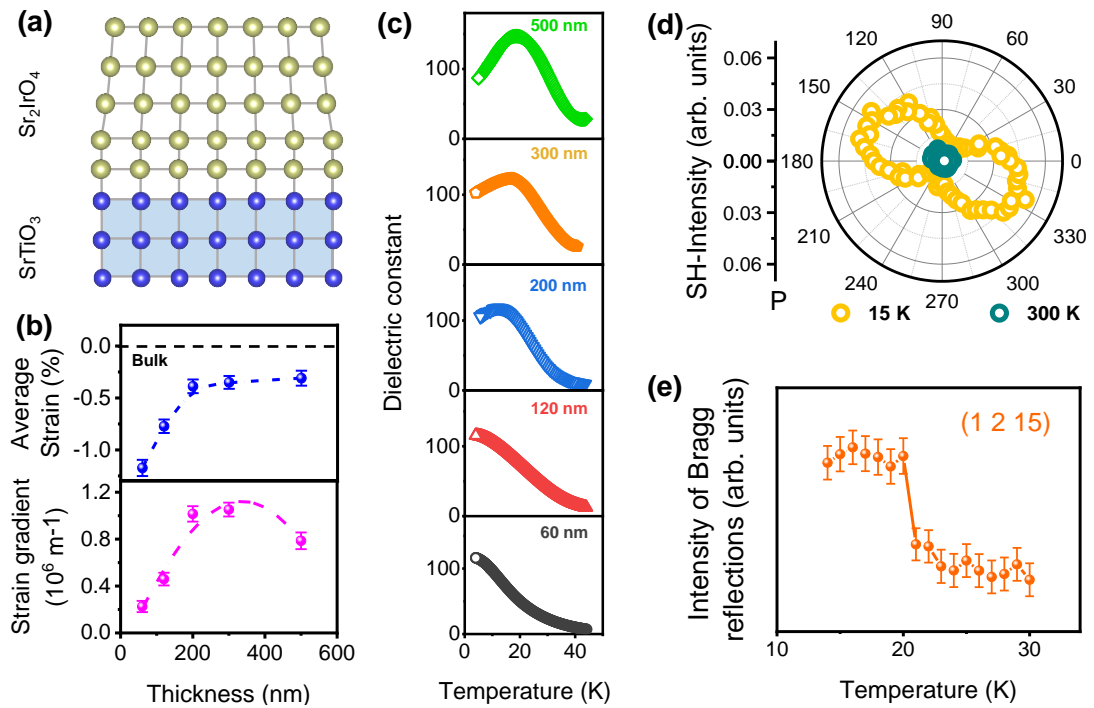 (a)
Sr2IrO4
SrTiO3
(b)
0.0
-0.5
-1.0
Bulk
Average
Strain (%)
1.2
0.8
0.4
0.0
Strain gradient
(10^6 m-1)
0
200
400
600
Thickness (nm)
(c)
500 nm
100
0
300 nm
100
0
200 nm
100
0
120 nm
100
0
60 nm
100
0
Dielectric constant
0
20
40
Temperature (K)
(d)
0.06
0.03
0.00
0.03
0.06
SH-Intensity (arb. units)
P
90
60
30
0
330
300
270
240
210
180
150
120
15 K
300 K
(e)
(1 2 15)
Intensity of Bragg
reflections (arb. units)
10
20
30
Temperature (K)